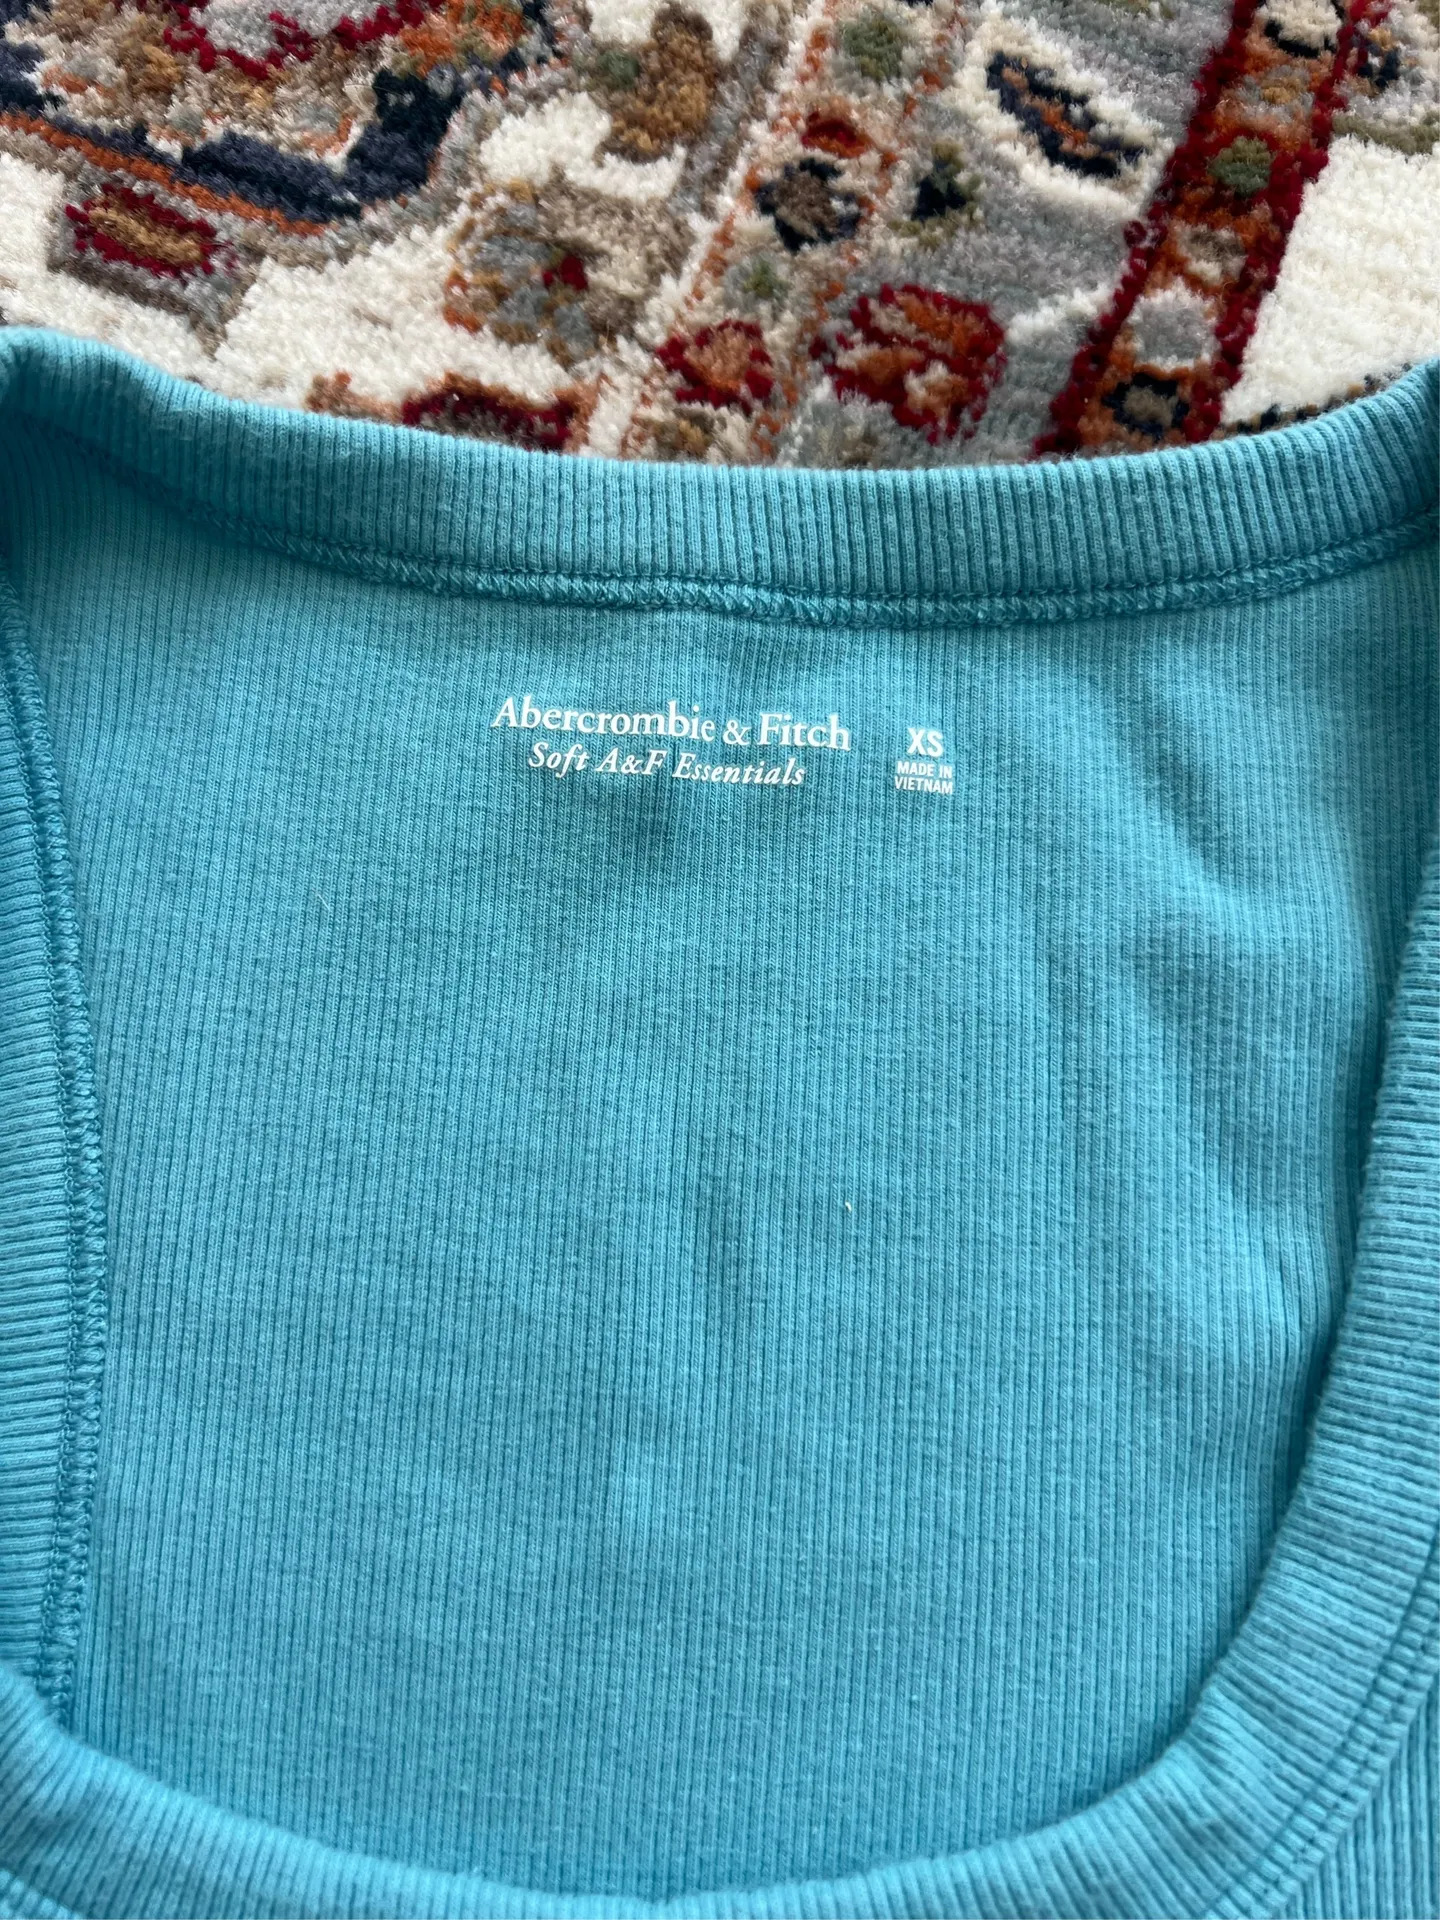 Abercrombie & Fitch
Soft A&F Essentials
XS
MADE IN
VIETNAM